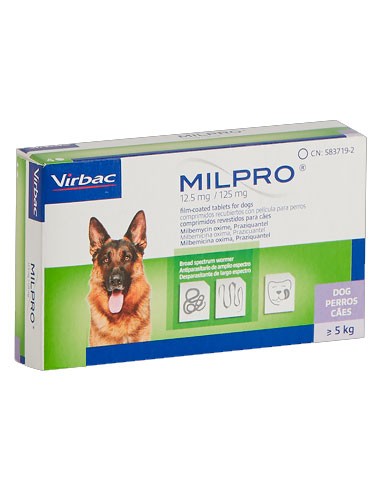 CN: 583719-2
Virbac
MILPRO®
12.5 mg / 125 mg
film-coated tablets for dogs
comprimidos recubiertos con película para perros
comprimidos revestidos para cães
Milbemycin oxime, Praziquantel
Milbemicina oxima, Prazicuantel
Milbemicina oxima, Praziquantel
Broad spectrum wormer
Antiparasitario de amplio espectro
Desparasitante de largo espectro
DOG
PERROS
CÃES
≥ 5 kg
MILPRO®